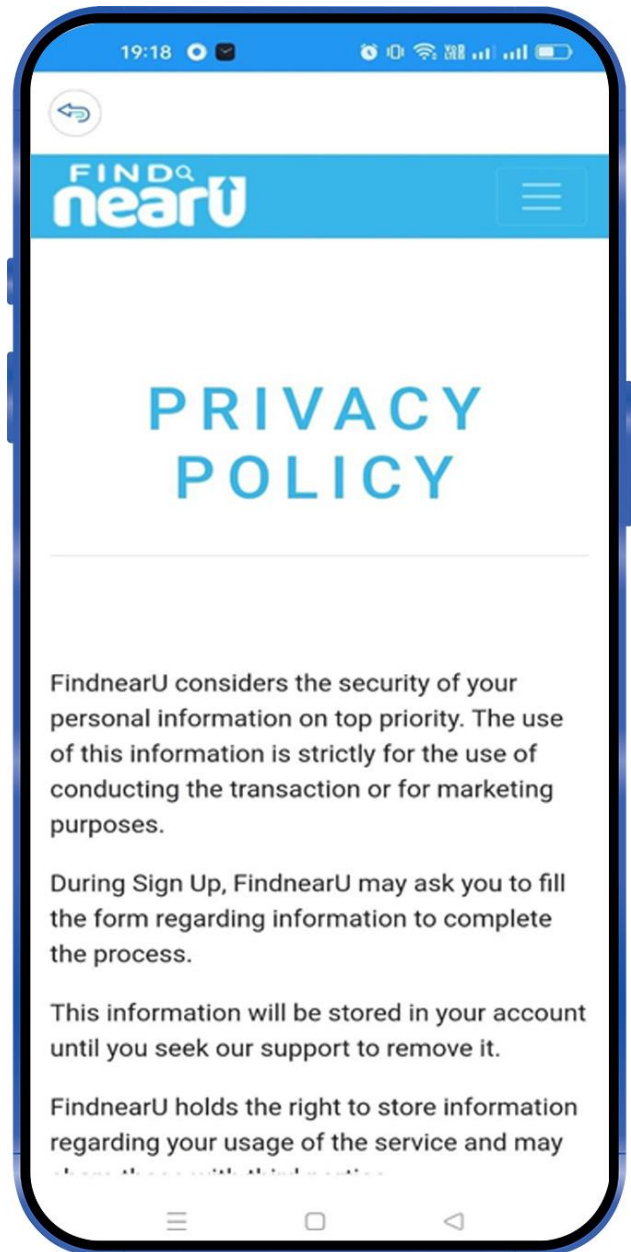 19:18
FIND
nearU
PRIVACY
POLICY
FindnearU considers the security of your
personal information on top priority. The use
of this information is strictly for the use of
conducting the transaction or for marketing
purposes.
During Sign Up, FindnearU may ask you to fill
the form regarding information to complete
the process.
This information will be stored in your account
until you seek our support to remove it.
FindnearU holds the right to store information
regarding your usage of the service and may